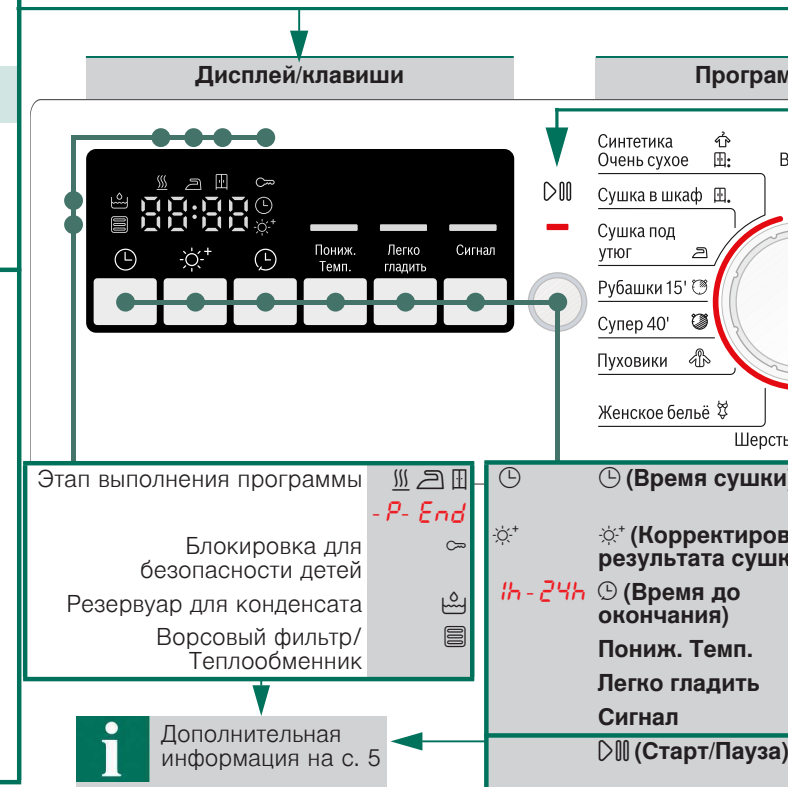 Дисплей/клавиши
Програм
Синтетика
Очень сухое
В
Сушка в шкаф
Сушка под
утюг
Рубашки 15'
Супер 40'
Пуховики
Женское бельё
Шерсть
88:88
Пониж.
Темп.
Легко
гладить
Сигнал
Этап выполнения программы
-P- End
Блокировка для
безопасности детей
Резервуар для конденсата
Ворсовый фильтр/
Теплообменник
(Время сушки)
(Корректиров
результата сушк
1h - 24h (Время до
окончания)
Пониж. Темп.
Легко гладить
Сигнал
(Старт/Пауза)
i
Дополнительная
информация на с. 5